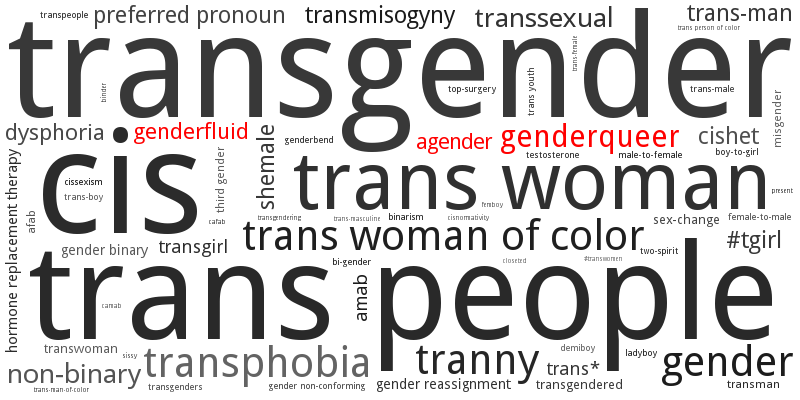 transpeople
preferred pronoun
transmisogyny
transsexual
trans-man
trans person of color
transgender
binder
trans-female
top-surgery
trans youth
trans-male
misgender
dysphoria
genderfluid
genderbend
shemale
agender
genderqueer
cishet
testosterone
male-to-female
boy-to-girl
cis
trans woman
third gender
cissexism
trans-boy
present
hormone replacement therapy
afab
cafab
transgendering
trans-masculine
binarism
cisnormativity
femboy
sex-change
female-to-male
gender binary
transgirl
trans woman of color
#tgirl
two-spirit
bi-gender
closeted
#transwomen
trans people
amab
camab
transwoman
sissy
transphobia
tranny
demiboy
ladyboy
gender
non-binary
trans*
trans-man-of-color
transgenders
gender non-conforming
gender reassignment
transgendered
transman